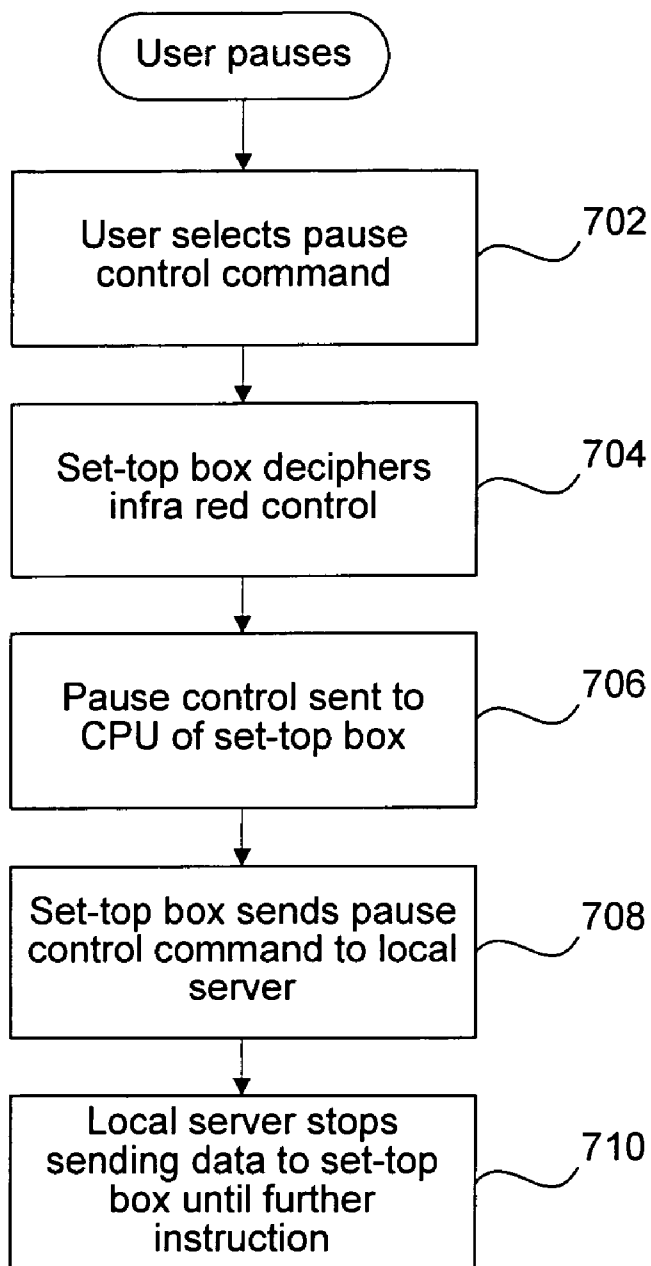 User pauses
User selects pause
control command
702
Set-top box deciphers
infra red control
704
Pause control sent to
CPU of set-top box
706
Set-top box sends pause
control command to local
server
708
Local server stops
sending data to set-top
box until further
instruction
710